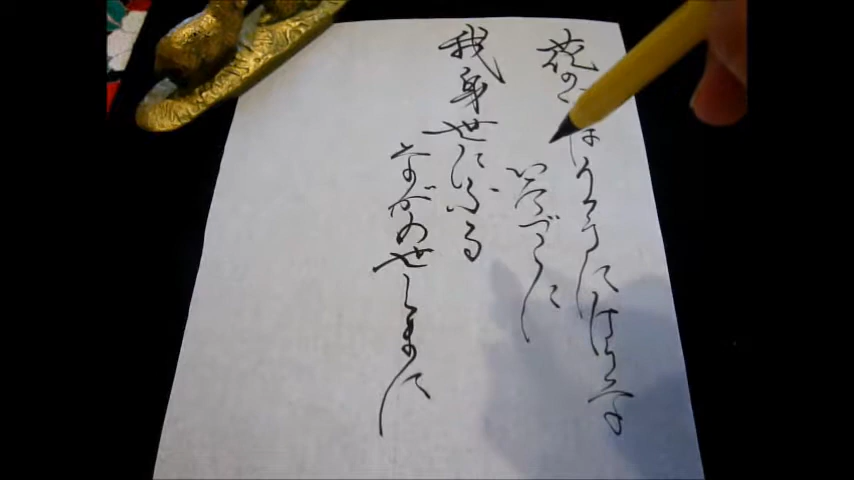 花のはうつりにけりな
いたづらに
我身世にふる
ながめせしまに